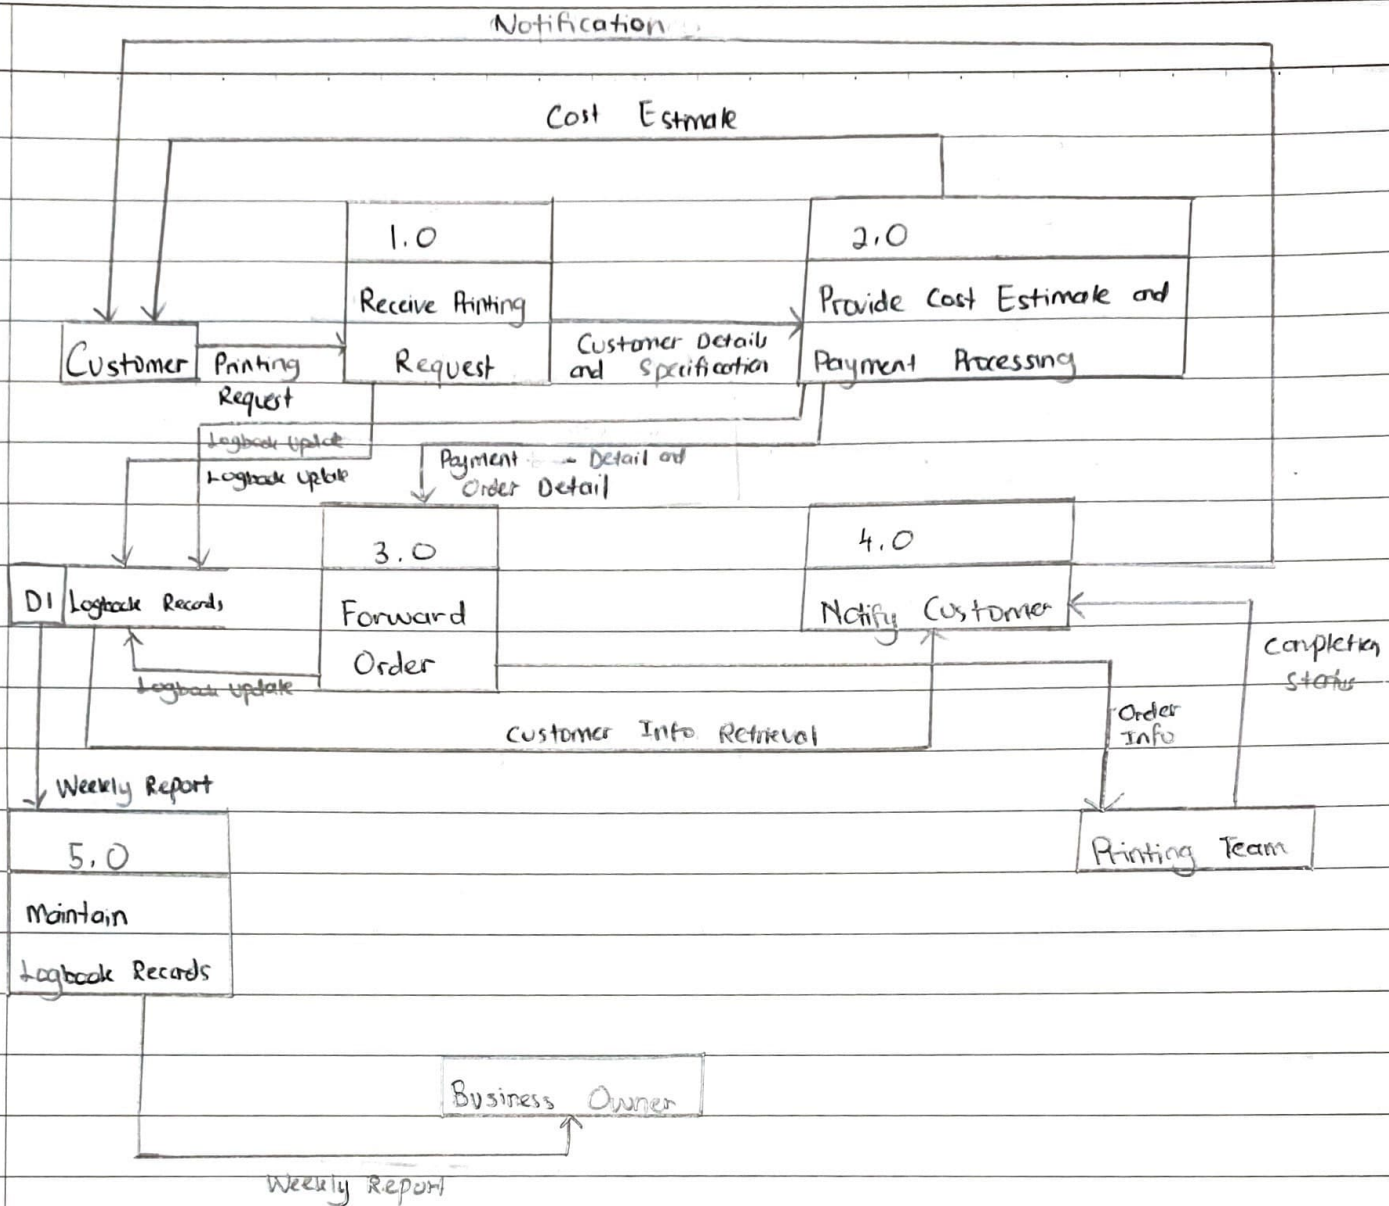 Notification
Cost Estmate
1.0
2.0
Receive Printing
Request
Provide Cost Estimate and
Payment Processing
Customer
Printing
Request
Customer Details
and Specification
Logbook Update
Logbook Update
Payment Detail and
Order Detail
3.0
4.0
D1
Logbook Records
Forward
Order
Notify Customer
Completion
Status
Logbook Update
Order
Info
Customer Info Retrieval
Weekly Report
5.0
Printing Team
Maintain
Logbook Records
Business Owner
Weekly Report